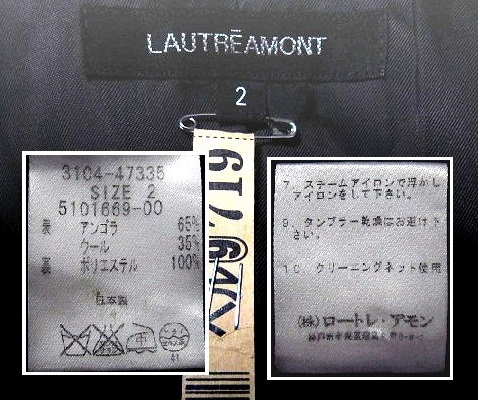 LAUTRĒAMONT
2
3104-47335
SIZE 2
5101669-00
表 アンゴラ 65%
ウール 35%
裏 ポリエステル 100%
日本製
41
7. スチームアイロンで浮かし
アイロンをして下さい。
9. タンブラー乾燥はお避け下
さい。
10. クリーニングネット使用
(株)ロートレ・アモン